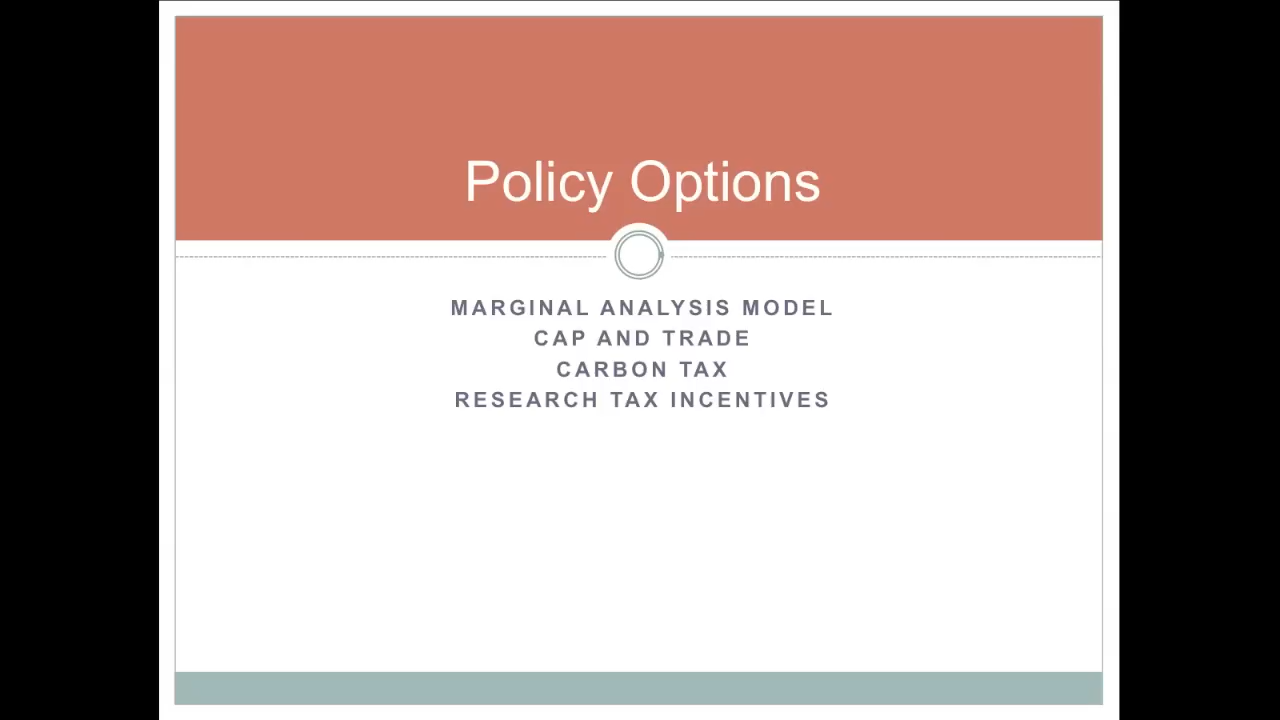 Policy Options
MARGINAL ANALYSIS MODEL
CAP AND TRADE
CARBON TAX
RESEARCH TAX INCENTIVES